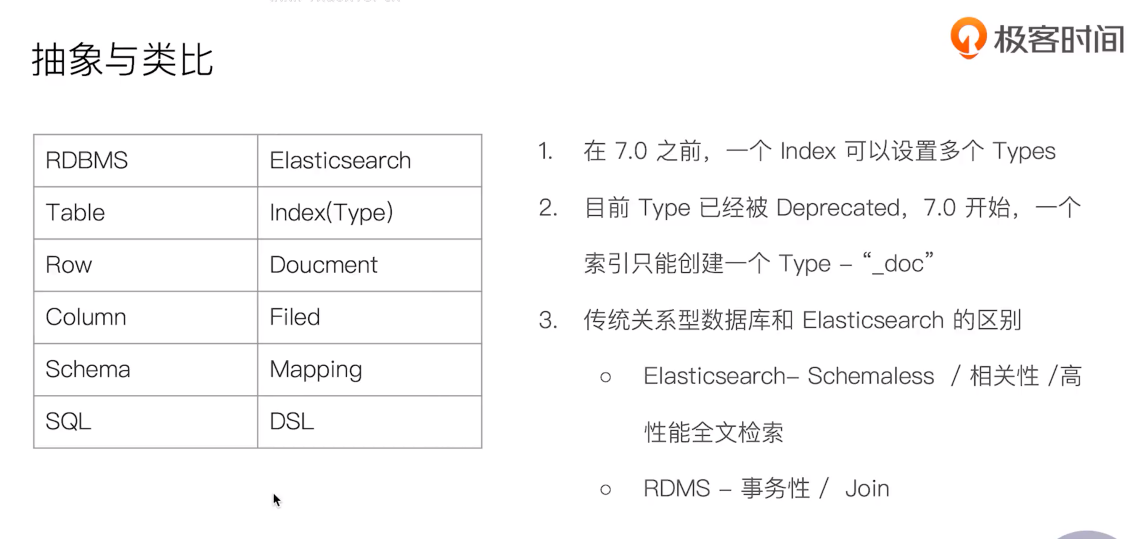 抽象与类比
极客时间
RDBMS Elasticsearch
Table Index(Type)
Row Doucment
Column Filed
Schema Mapping
SQL DSL
1. 在 7.0 之前，一个 Index 可以设置多个 Types
2. 目前 Type 已经被 Deprecated，7.0 开始，一个
索引只能创建一个 Type – “_doc”
3. 传统关系型数据库和 Elasticsearch 的区别
○ Elasticsearch– Schemaless / 相关性 /高
性能全文检索
○ RDMS – 事务性 / Join